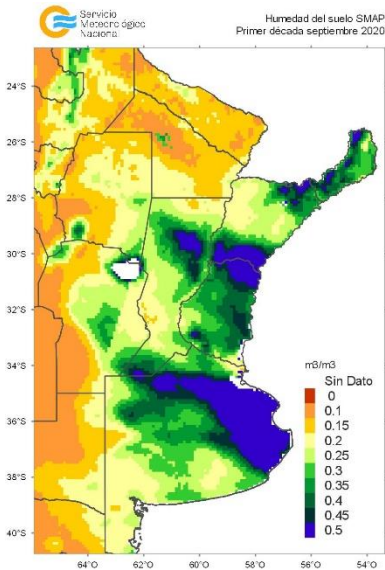 Servicio
Meteorológico
Nacional
Humedad del suelo SMAP
Primer década septiembre 2020
24°S
26°S
28°S
30°S
32°S
34°S
36°S
38°S
40°S
m3/m3
Sin Dato
0
0.1
0.15
0.2
0.25
0.3
0.35
0.4
0.45
0.5
64°O
62°O
60°O
58°O
56°O
54°O